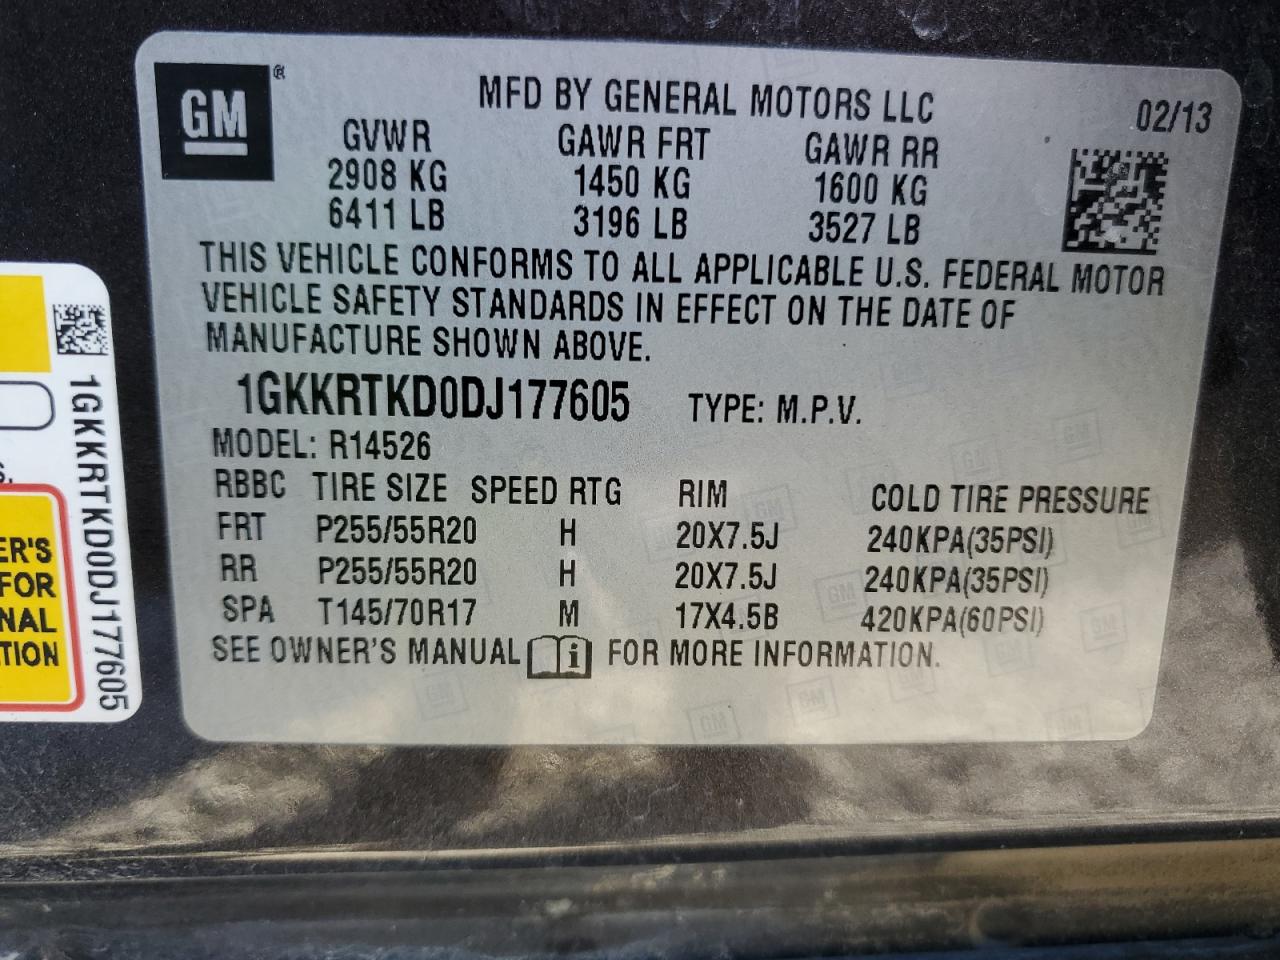 GM ®
MFD BY GENERAL MOTORS LLC
02/13
GVWR GAWR FRT GAWR RR
2908 KG 1450 KG 1600 KG
6411 LB 3196 LB 3527 LB
THIS VEHICLE CONFORMS TO ALL APPLICABLE U.S. FEDERAL MOTOR
VEHICLE SAFETY STANDARDS IN EFFECT ON THE DATE OF
MANUFACTURE SHOWN ABOVE.
1GKKRTKD0DJ177605 TYPE: M.P.V.
MODEL: R14526
RBBC TIRE SIZE SPEED RTG RIM COLD TIRE PRESSURE
FRT P255/55R20 H 20X7.5J 240KPA(35PSI)
RR P255/55R20 H 20X7.5J 240KPA(35PSI)
SPA T145/70R17 M 17X4.5B 420KPA(60PSI)
SEE OWNER'S MANUAL i FOR MORE INFORMATION.
1GKKRTKD0DJ177605
S.
ER'S
FOR
NAL
TION